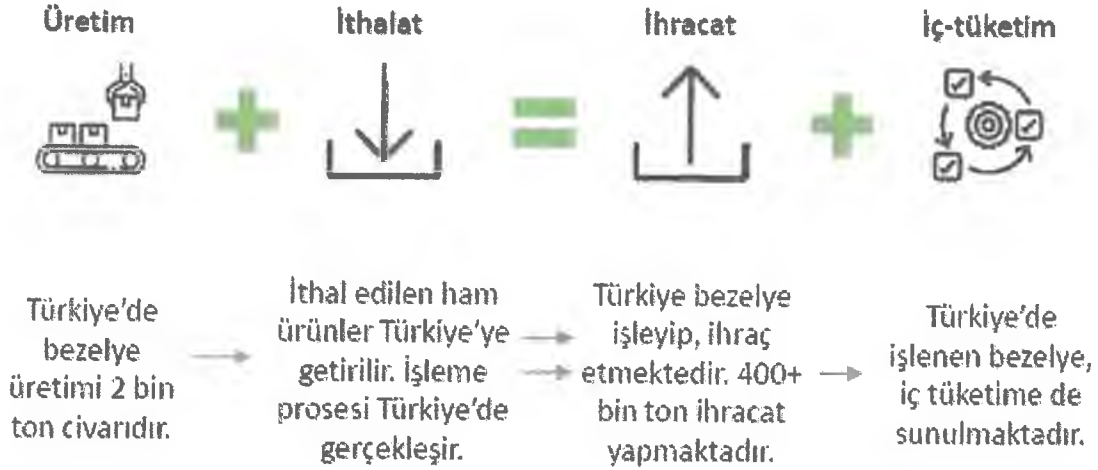 Üretim
İthalat
İhracat
İç-tüketim
Türkiye'de
bezelye
üretimi 2 bin
ton civarıdır.
İthal edilen ham
ürünler Türkiye'ye
getirilir. İşleme
prosesi Türkiye'de
gerçekleşir.
Türkiye bezelye
işleyip, ihraç
etmektedir. 400+
bin ton ihracat
yapmaktadır.
Türkiye'de
işlenen bezelye,
iç tüketime de
sunulmaktadır.